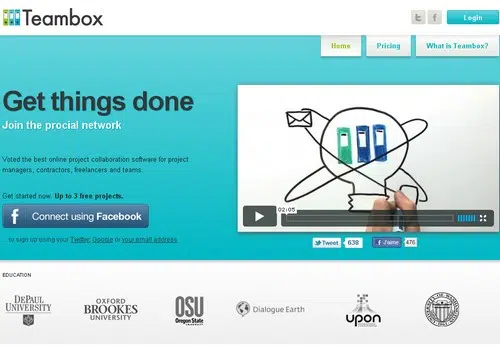 Teambox
Login
Home
Pricing
What is Teambox?
Get things done
Join the procial network
Voted the best online project collaboration software for project
managers, contractors, freelancers and teams.
Get started now. Up to 3 free projects.
Connect using Facebook
to sign up using your Twitter, Google or your email address
02:05
Tweet
638
J'aime
476
EDUCATION
DEPAUL
UNIVERSITY
OXFORD
BROOKES
UNIVERSITY
OSU
Oregon State
UNIVERSITY
Dialogue Earth
upon